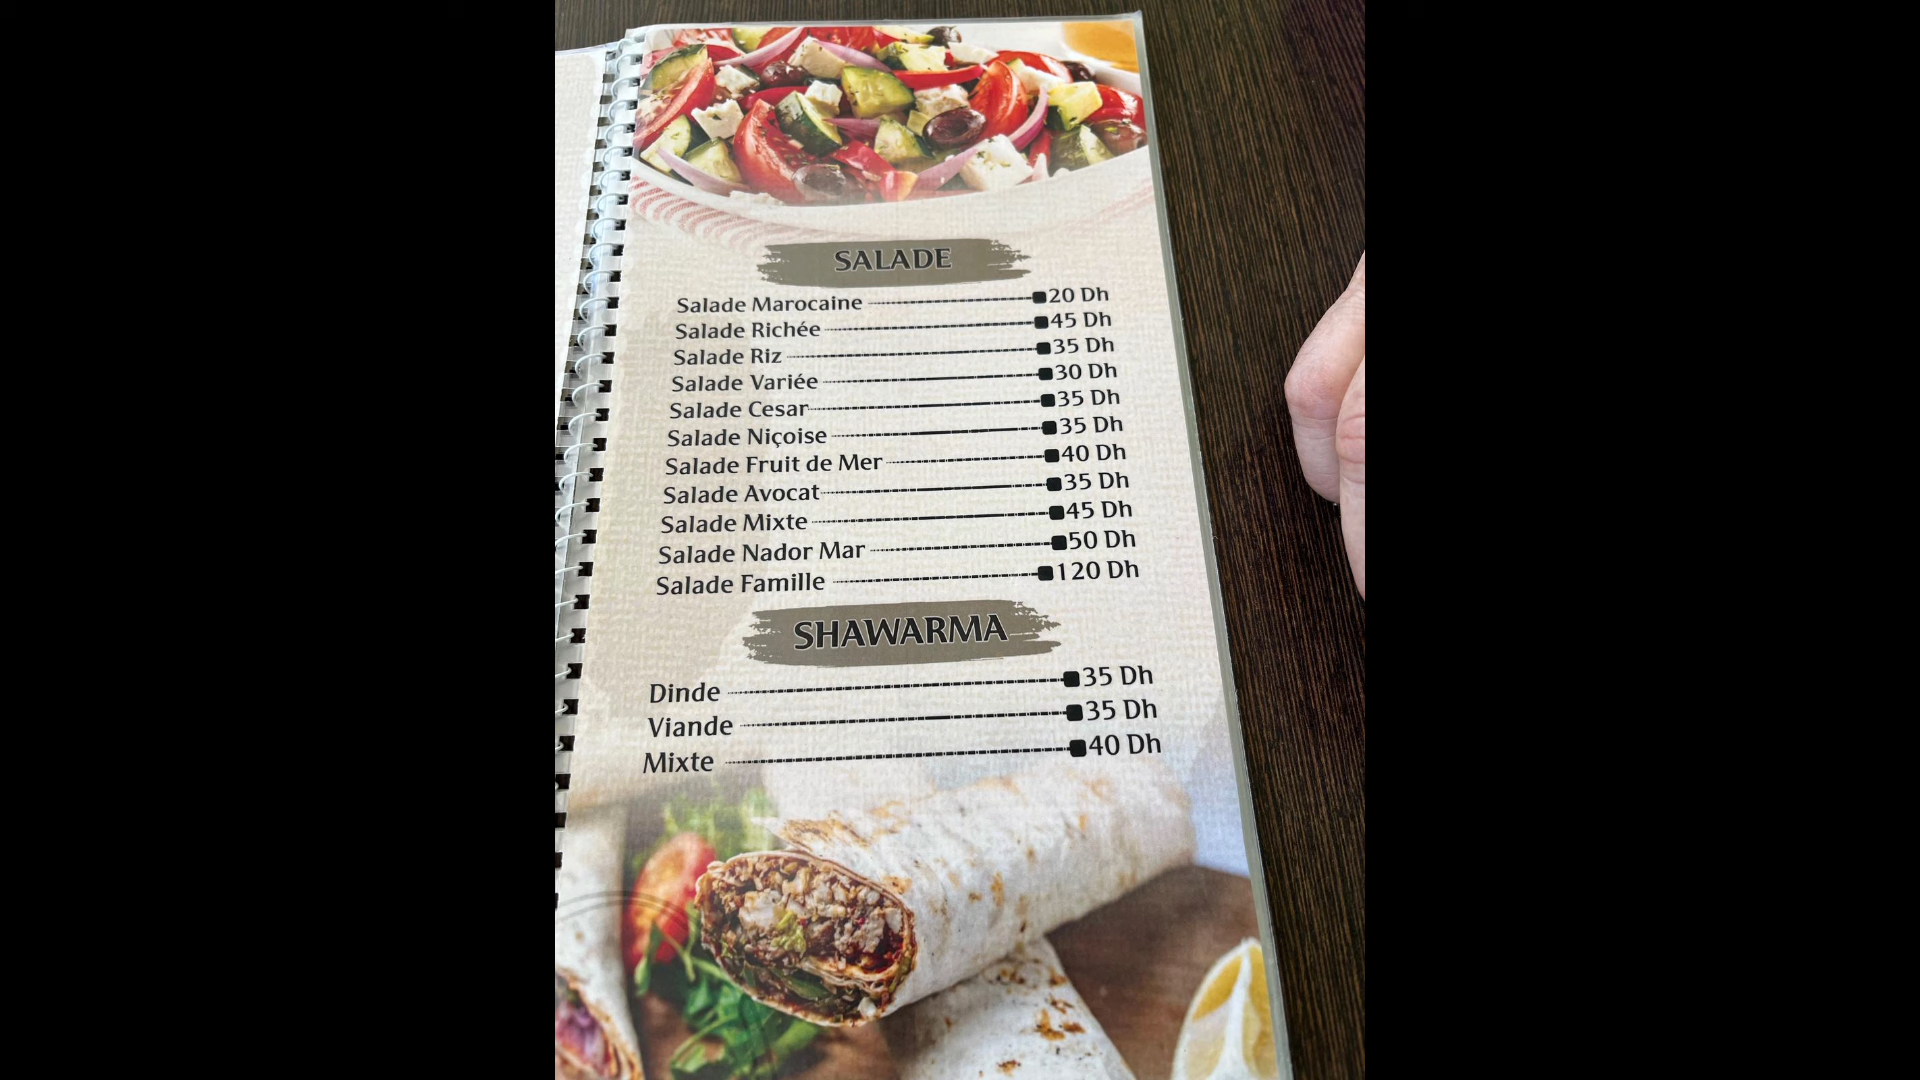 SALADE
Salade Marocaine 20 Dh
Salade Richée 45 Dh
Salade Riz 35 Dh
Salade Variée 30 Dh
Salade Cesar 35 Dh
Salade Niçoise 35 Dh
Salade Fruit de Mer 40 Dh
Salade Avocat 35 Dh
Salade Mixte 45 Dh
Salade Nador Mar 50 Dh
Salade Famille 120 Dh
SHAWARMA
Dinde 35 Dh
Viande 35 Dh
Mixte 40 Dh